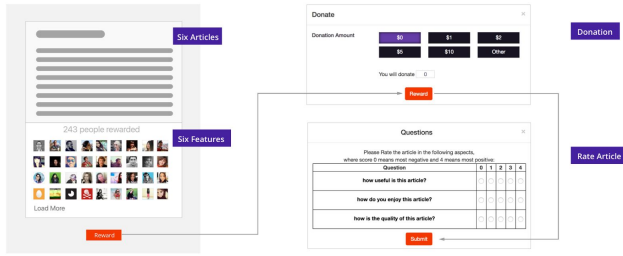 Six Articles
243 people rewarded
Six Features
Load More
Reward
Donate
×
Donation Amount
$0
$1
$2
$5
$10
Other
You will donate 0
Reward
Donation
Questions
×
Please Rate the article in the following aspects,
where score 0 means most negative and 4 means most positive:
Question 0 1 2 3 4
how useful is this article?
how do you enjoy this article?
how is the quality of this article?
Submit
Rate Article